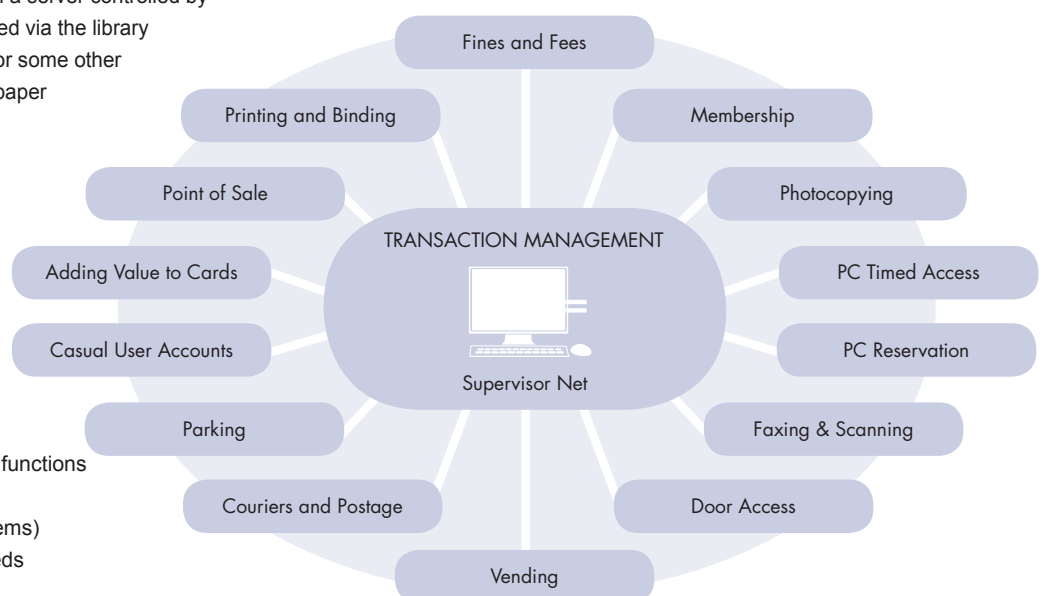 n a server controlled by
ed via the library
or some other
paper
Fines and Fees
Printing and Binding
Membership
Point of Sale
Photocopying
TRANSACTION MANAGEMENT
Adding Value to Cards
PC Timed Access
Casual User Accounts
PC Reservation
Supervisor Net
Parking
Faxing & Scanning
functions
Couriers and Postage
Door Access
ems)
eds
Vending